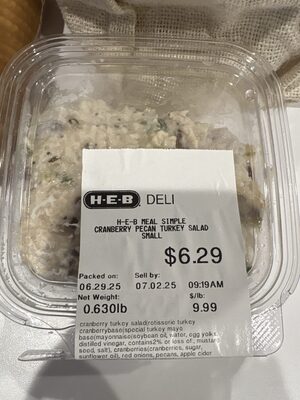 H-E-B DELI
H-E-B MEAL SIMPLE
CRANBERRY PECAN TURKEY SALAD
SMALL
$6.29
Packed on: Sell by:
06.29.25 07.02.25 09:19AM
Net Weight: $/lb:
0.630lb 9.99
cranberry turkey salad(rotisserie turkey
cranberrybase(special turkey mayo
base(mayonnaise(soybean oil, water, egg yolks,
distilled vinegar, contains2% or less of, mustard
seed, salt), cranberries(cranberries, sugar,
sunflower oil), red onions, pecans, apple cider